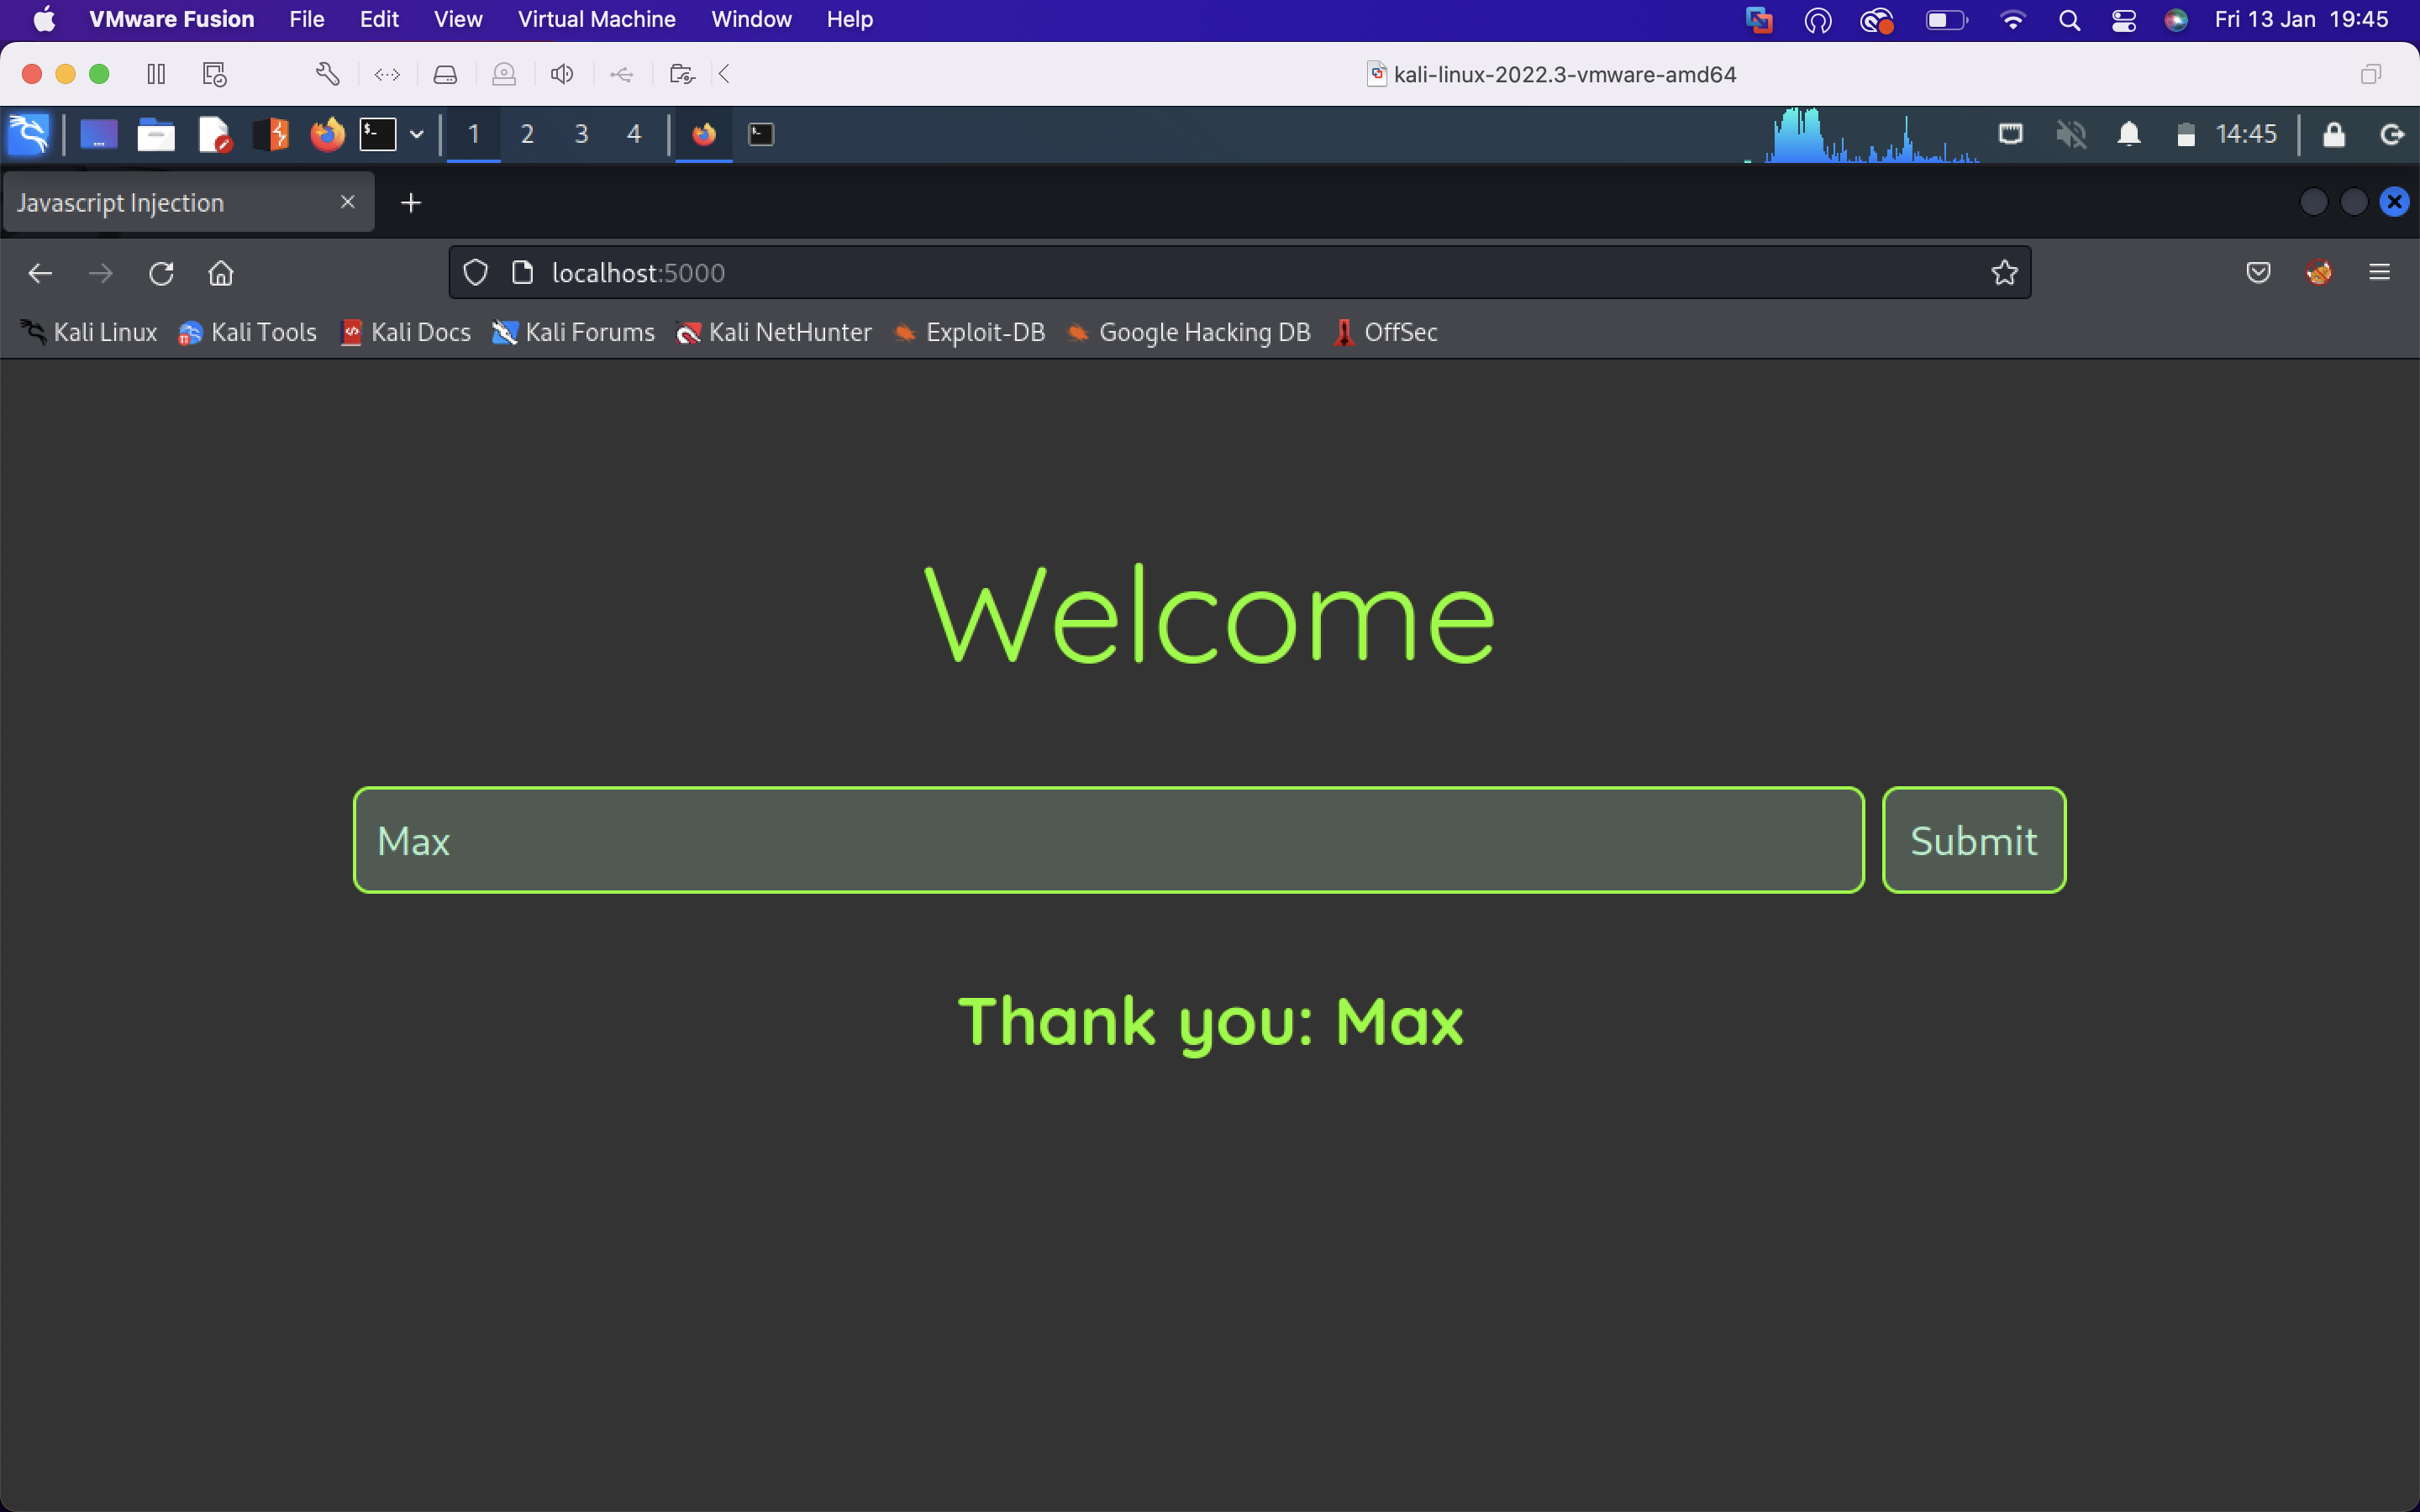 VMware Fusion File Edit View Virtual Machine Window Help Fri 13 Jan 19:45
kali-linux-2022.3-vmware-amd64
1 2 3 4 14:45
Javascript Injection
localhost:5000
Kali Linux Kali Tools Kali Docs Kali Forums Kali NetHunter Exploit-DB Google Hacking DB OffSec
Welcome
Max Submit
Thank you: Max